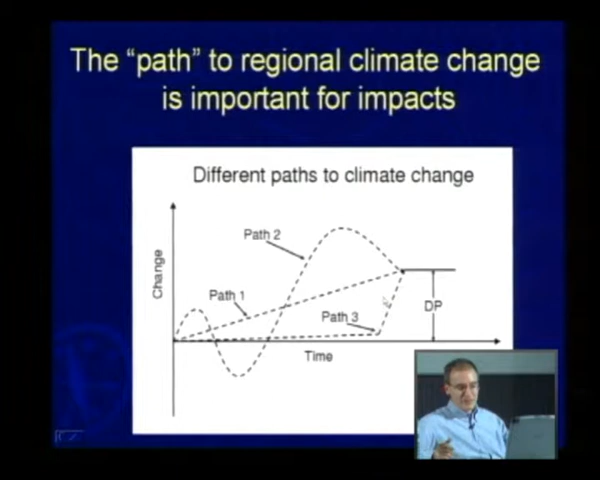 The “path” to regional climate change
is important for impacts
Different paths to climate change
Path 2
Change
Path 1
Path 3
DP
Time